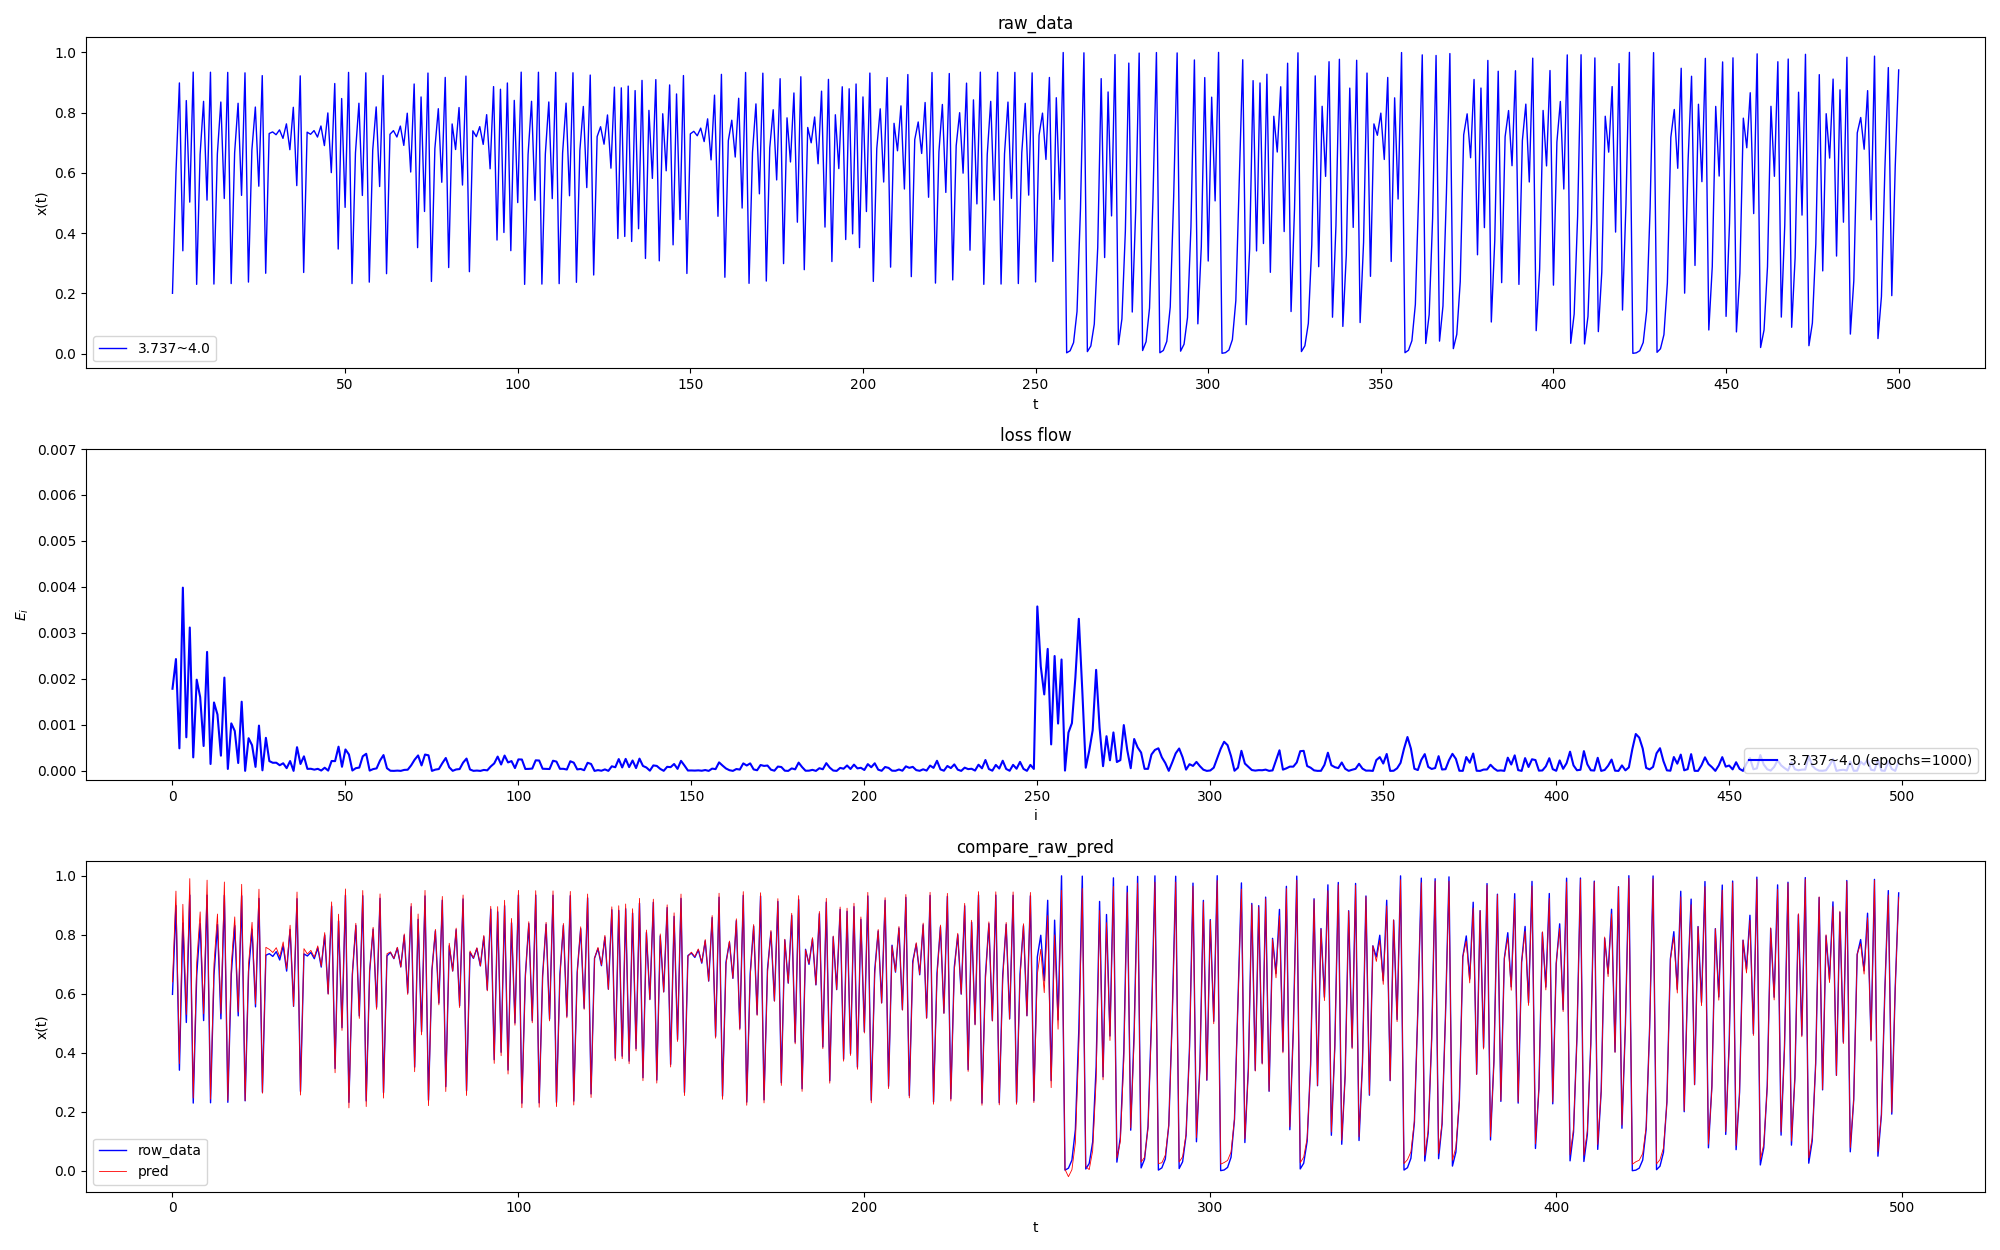 raw_data
1.0
0.8
0.6
0.4
0.2
0.0
x(t)
3.737~4.0
50 100 150 200 250 300 350 400 450 500
t
loss flow
0.007
0.006
0.005
0.004
0.003
0.002
0.001
0.000
E_i
3.737~4.0 (epochs=1000)
0 50 100 150 200 250 300 350 400 450 500
i
compare_raw_pred
1.0
0.8
0.6
0.4
0.2
0.0
x(t)
row_data
pred
0 100 200 300 400 500
t